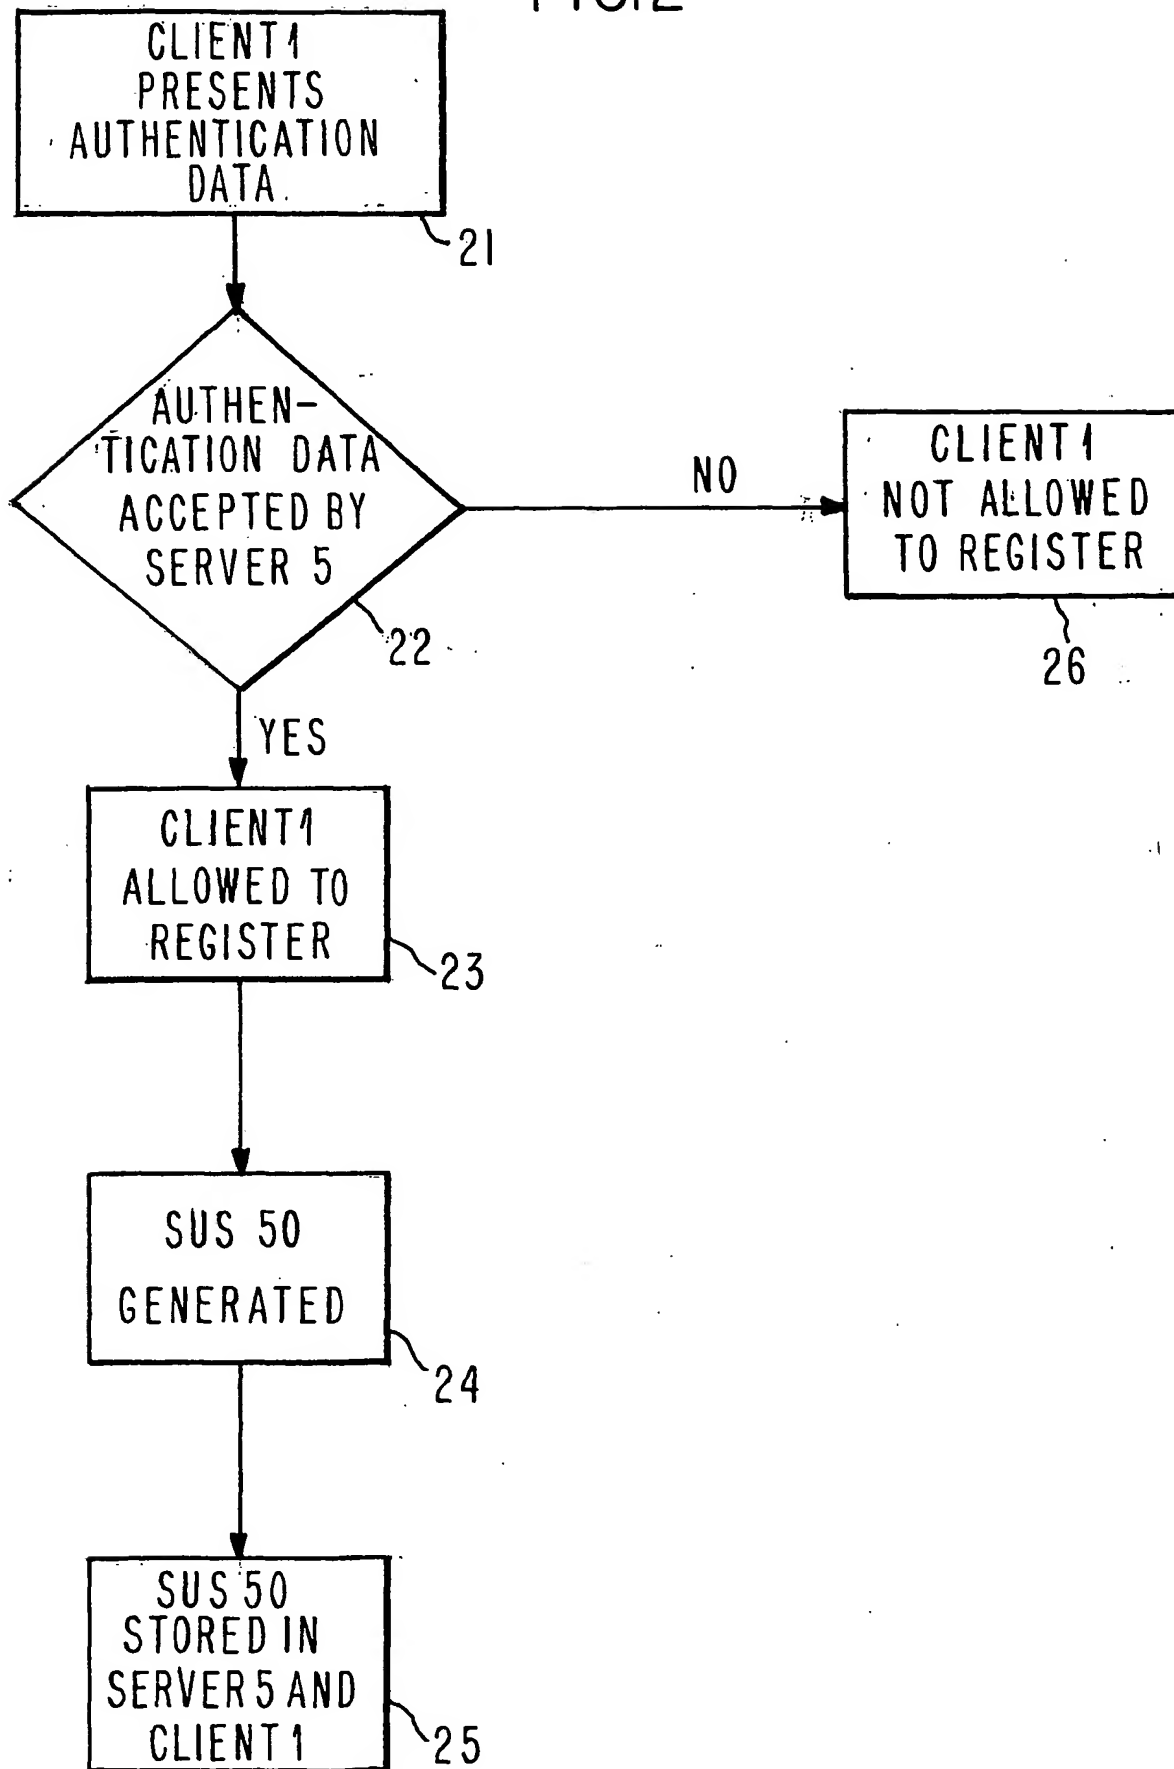 FIG.2
CLIENT 1
PRESENTS
AUTHENTICATION
DATA.
21
AUTHEN-
TICATION DATA
ACCEPTED BY
SERVER 5
22
NO
CLIENT 1
NOT ALLOWED
TO REGISTER
26
YES
CLIENT 1
ALLOWED TO
REGISTER
23
SUS 50
GENERATED
24
SUS 50
STORED IN
SERVER 5 AND
CLIENT 1
25